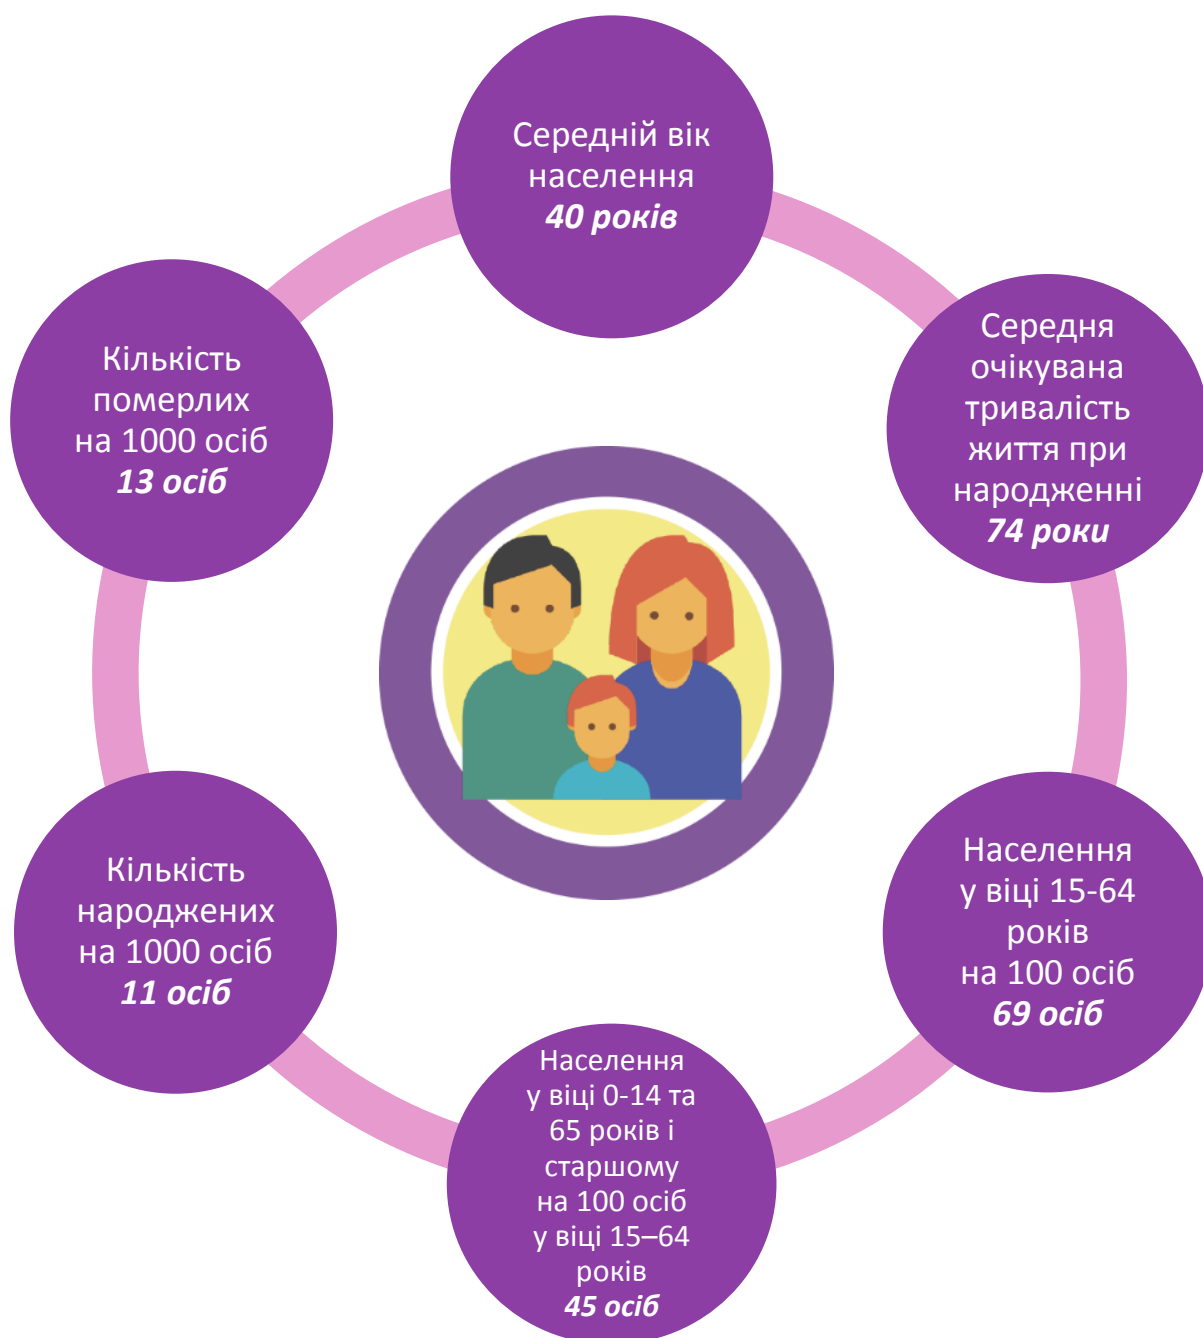 Середній вік
населення
40 років
Середня
очікувана
тривалість
життя при
народженні
74 роки
Населення
у віці 15-64
років
на 100 осіб
69 осіб
Населення
у віці 0-14 та
65 років і
старшому
на 100 осіб
у віці 15–64
років
45 осіб
Кількість
народжених
на 1000 осіб
11 осіб
Кількість
померлих
на 1000 осіб
13 осіб